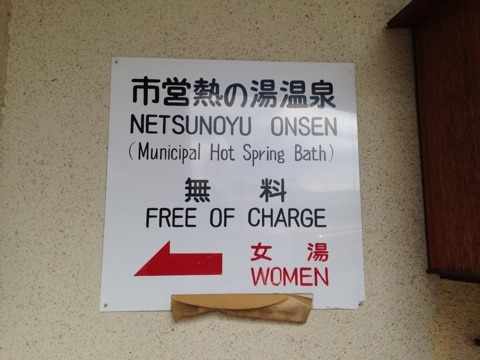 市営熱の湯温泉
NETSUNOYU ONSEN
(Municipal Hot Spring Bath)
無料
FREE OF CHARGE
女湯
WOMEN